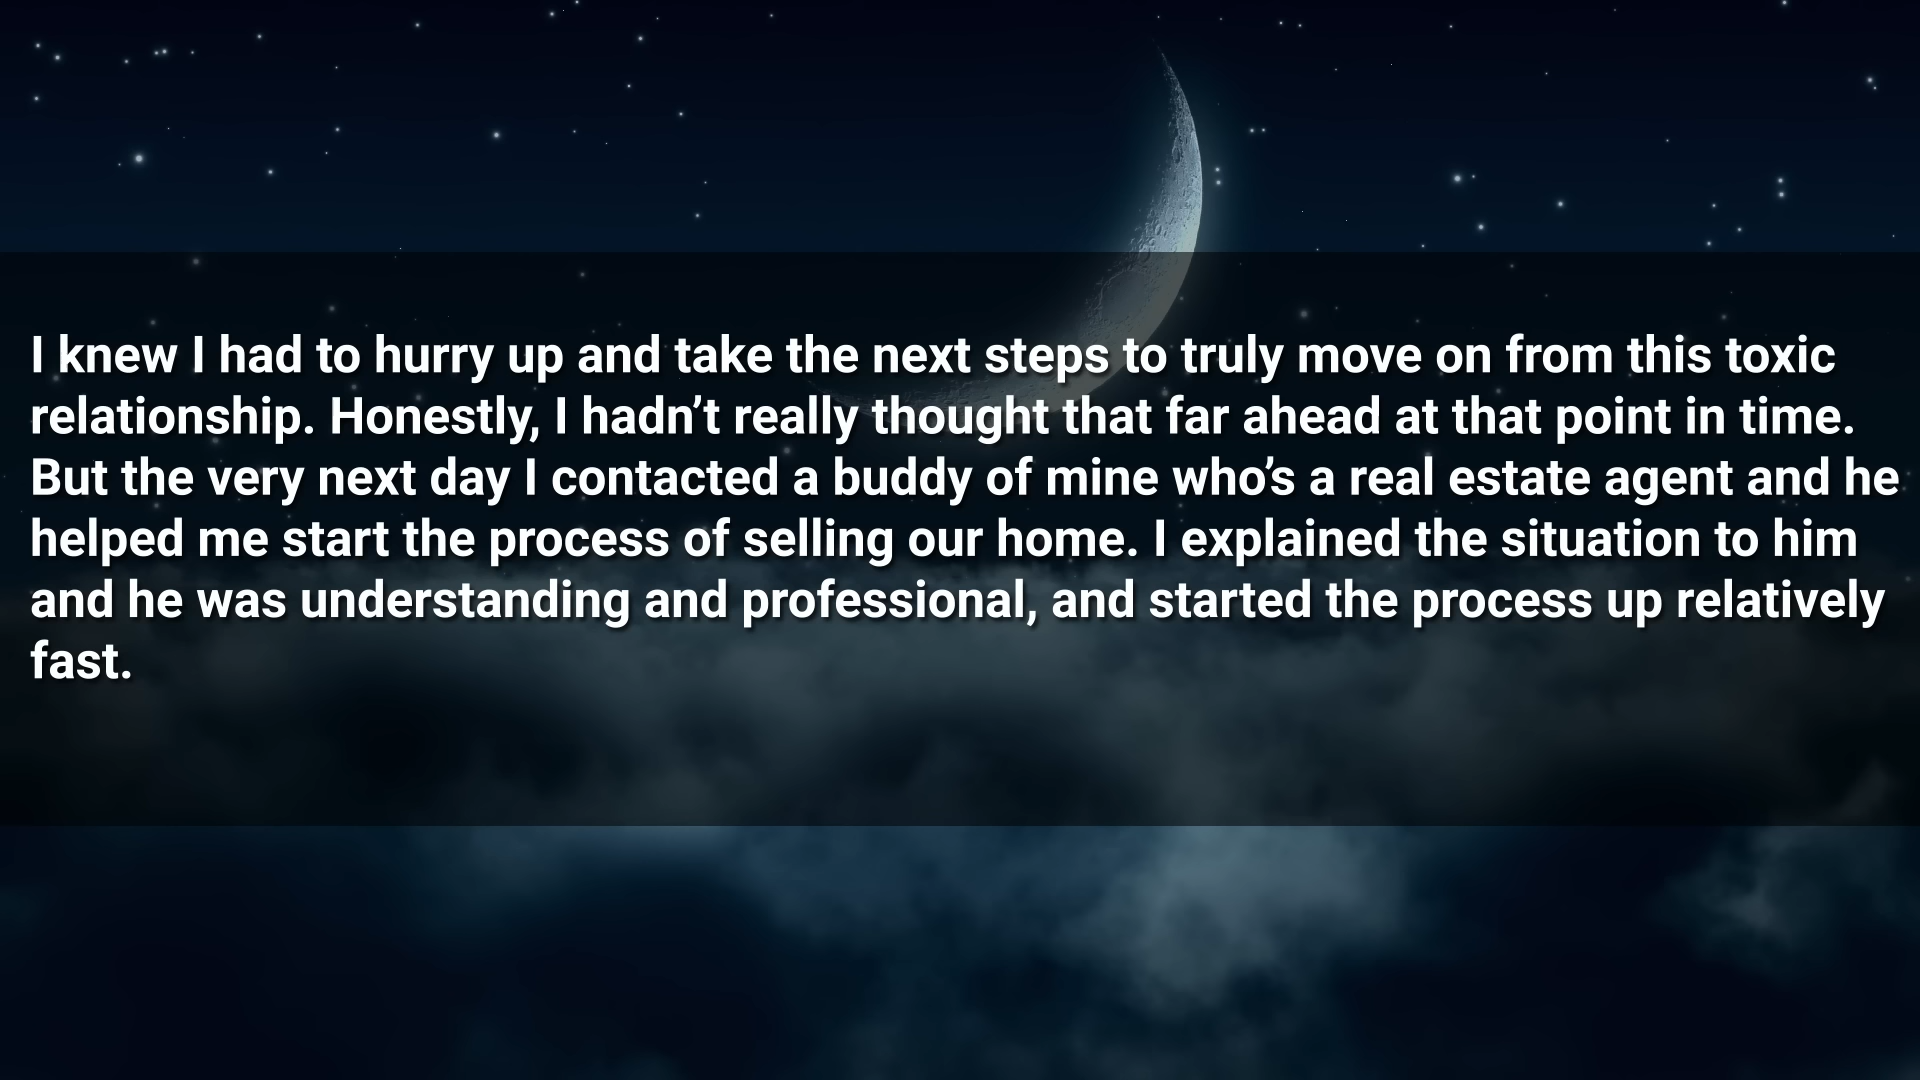 I knew I had to hurry up and take the next steps to truly move on from this toxic
relationship. Honestly, I hadn’t really thought that far ahead at that point in time.
But the very next day I contacted a buddy of mine who’s a real estate agent and he
helped me start the process of selling our home. I explained the situation to him
and he was understanding and professional, and started the process up relatively
fast.